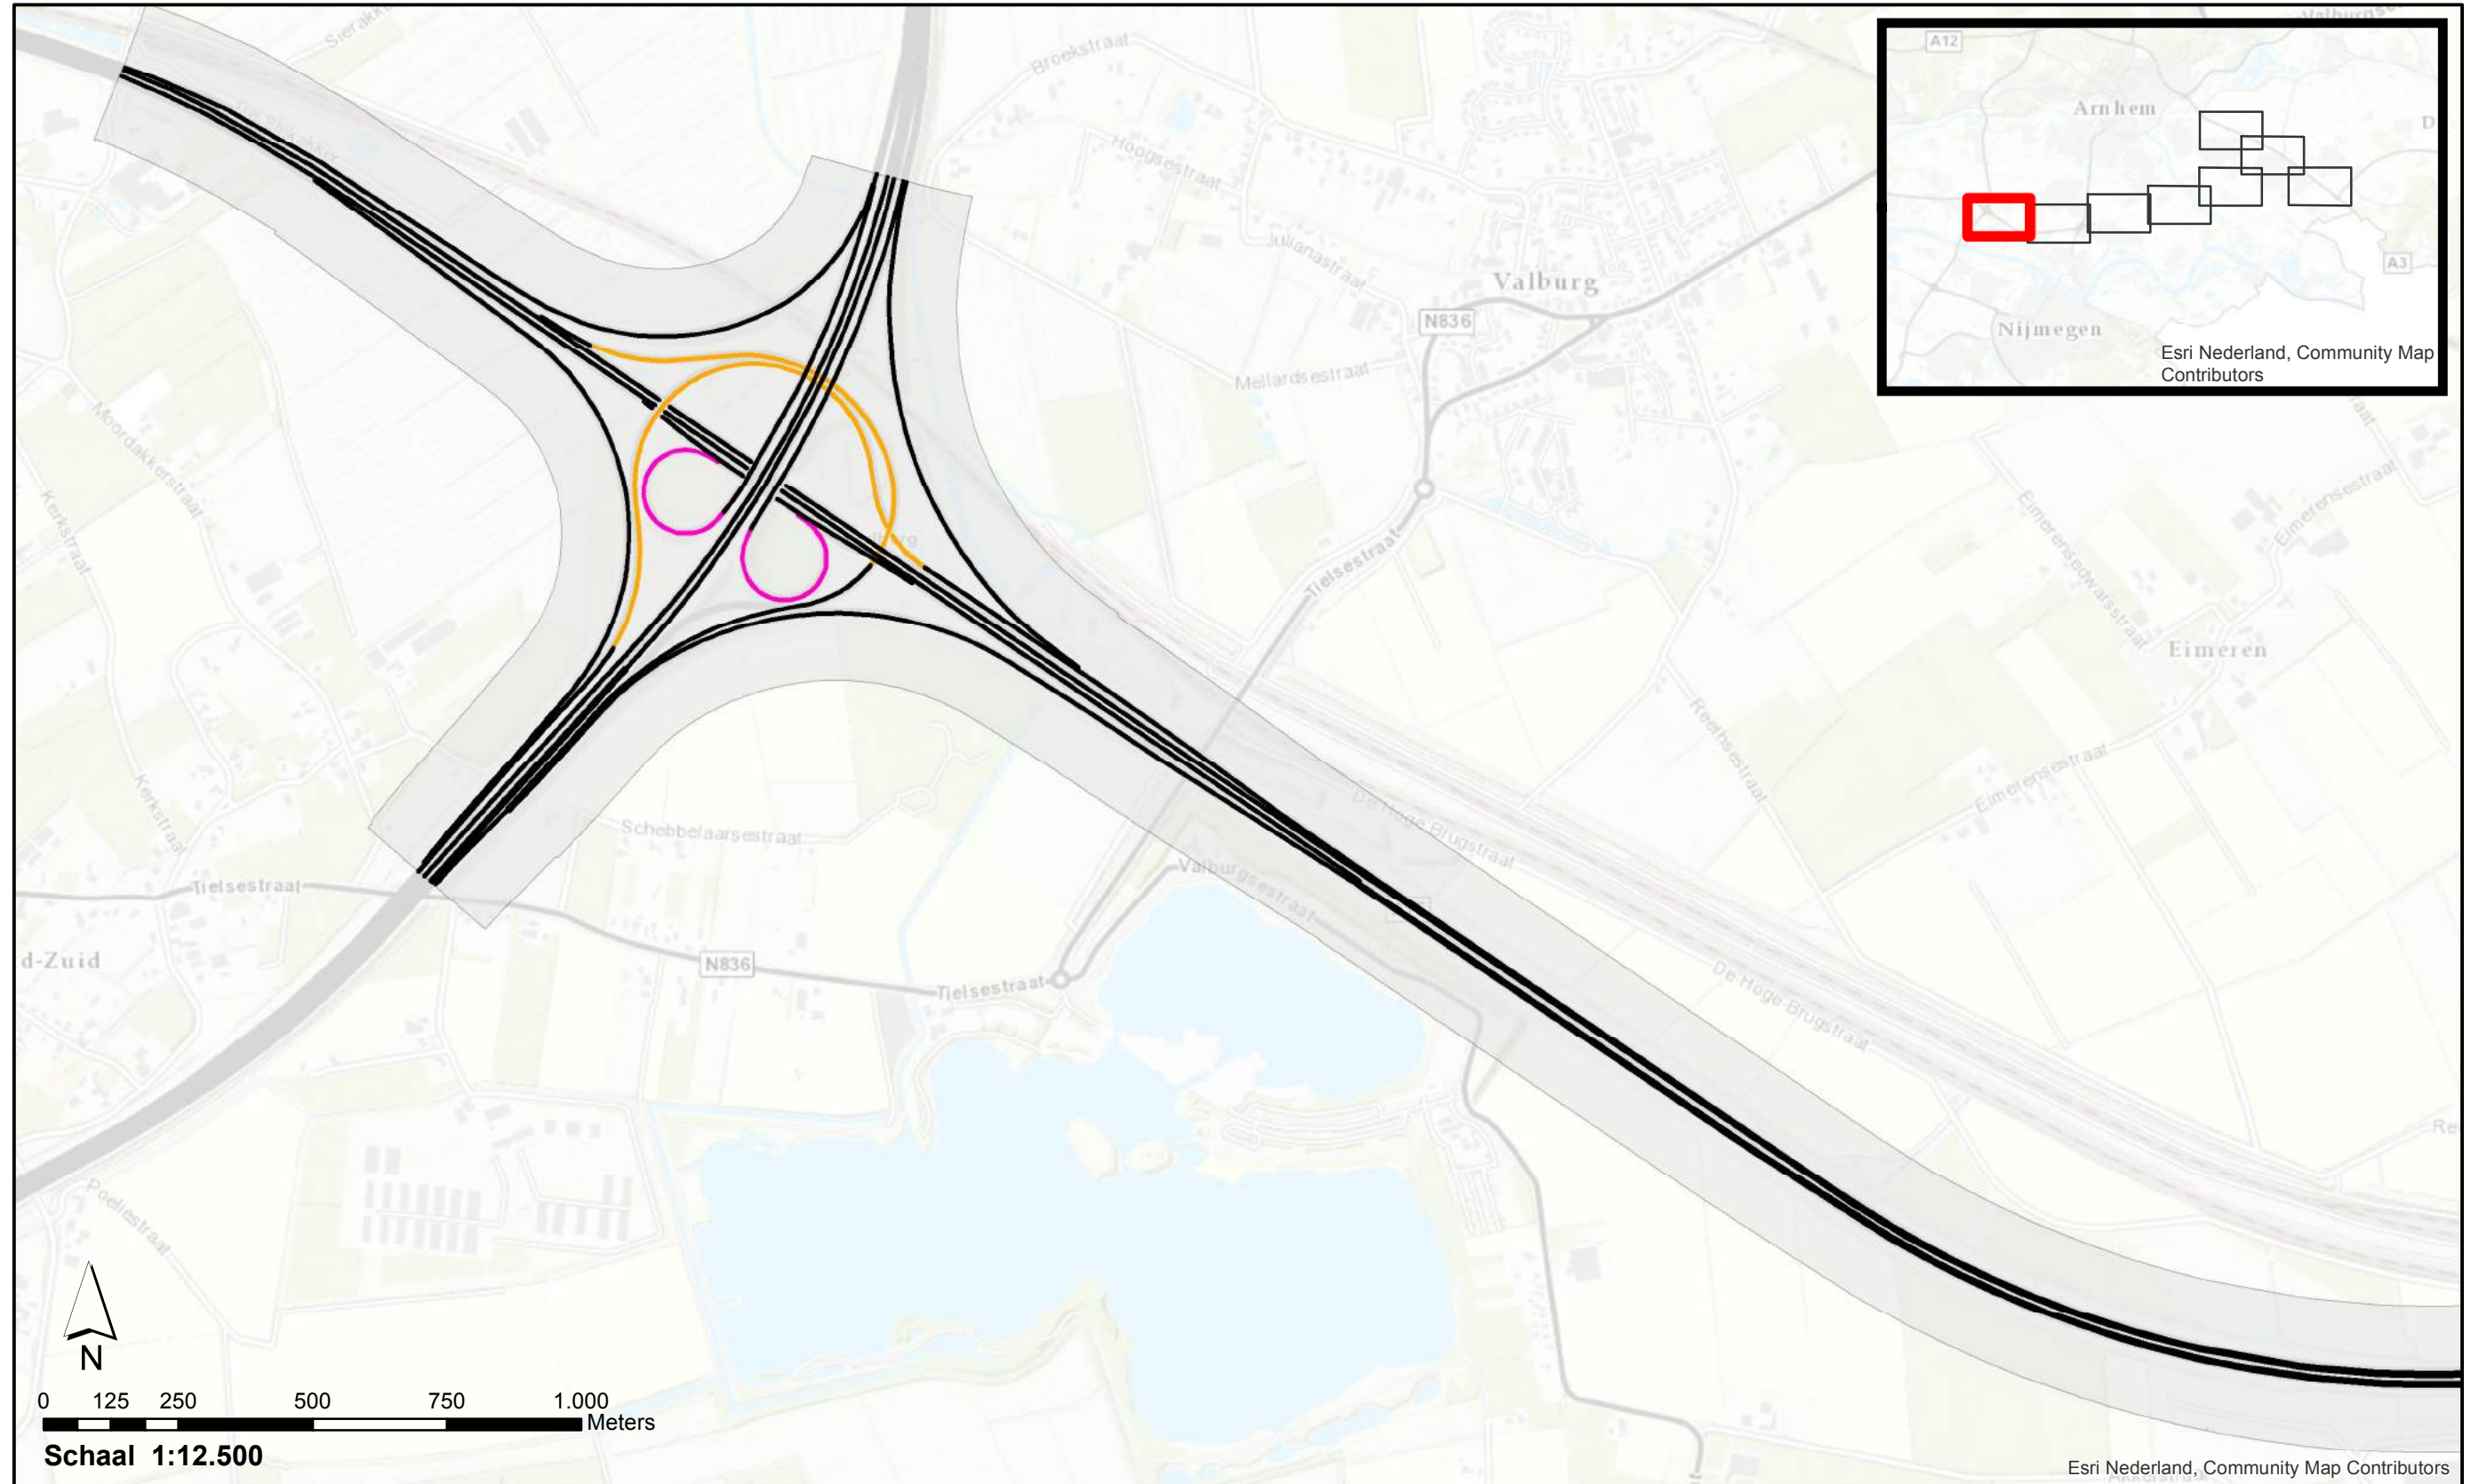 Broekstraat
Hoogsestraat
Julianastraat
Valburg
N836
Mellardsestraat
Moordakkerstraat
Kerkstraat
Tielsestraat
Eimerensedwarsstraat
Eimerensestraat
Eimeren
Reethsestraat
Eimerensestraat
De Hoge Brugstraat
Kerkstraat
Schebbelaarsestraat
Valburgsestraat
Tielsestraat
d-Zuid
N836
Tielsestraat
De Hoge Brugstraat
Poellestraat
A12
Arnhem
D
A3
Nijmegen
Esri Nederland, Community Map
Contributors
N
0 125 250 500 750 1.000
Meters
Schaal 1:12.500
Esri Nederland, Community Map Contributors